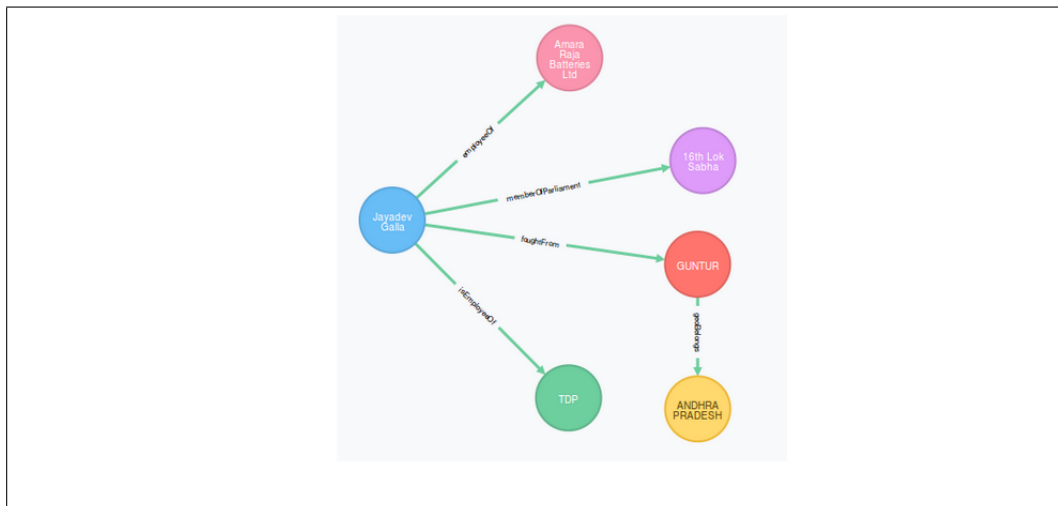 Amara
Raja
Batteries
Ltd
employeeOf
16th Lok
Sabha
memberOfParliament
Jayadev
Galla
foughtFrom
GUNTUR
isEmployeeOf
geoBelongs
TDP
ANDHRA
PRADESH